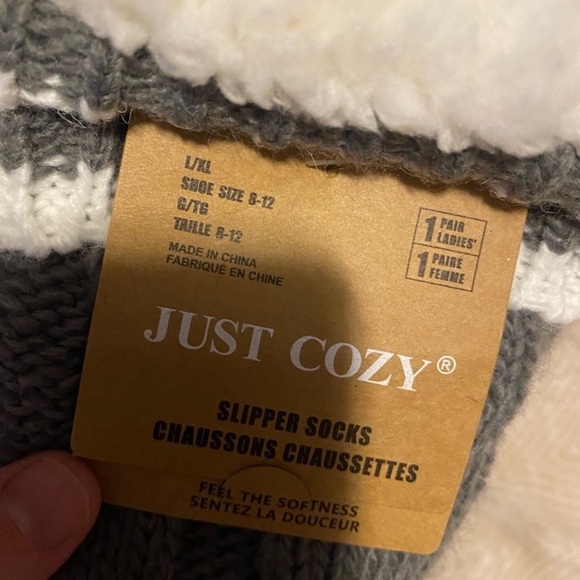 L/XL
SHOE SIZE 8-12
G/TG
TAILLE 8-12
MADE IN CHINA
FABRIQUÉ EN CHINE
1 PAIR LADIES'
1 PAIRE FEMME
JUST COZY®
SLIPPER SOCKS
CHAUSSONS CHAUSSETTES
FEEL THE SOFTNESS
SENTEZ LA DOUCEUR